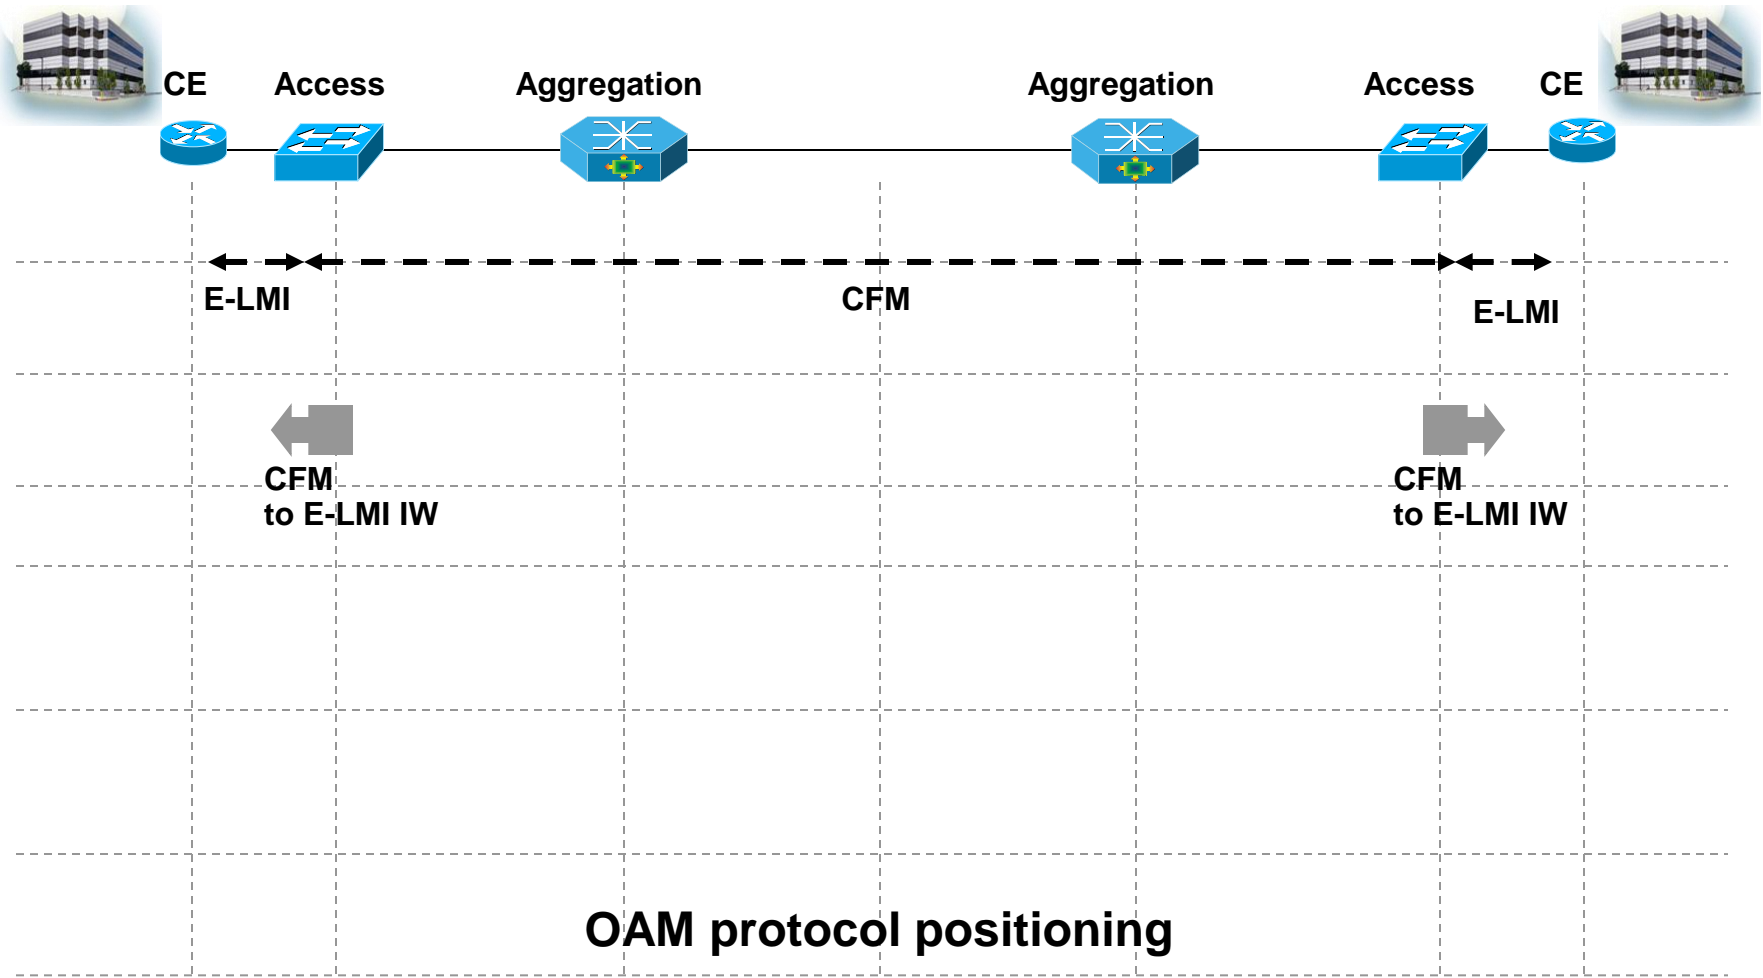 CE Access Aggregation Aggregation Access CE
E-LMI CFM E-LMI
CFM
to E-LMI IW
CFM
to E-LMI IW
OAM protocol positioning